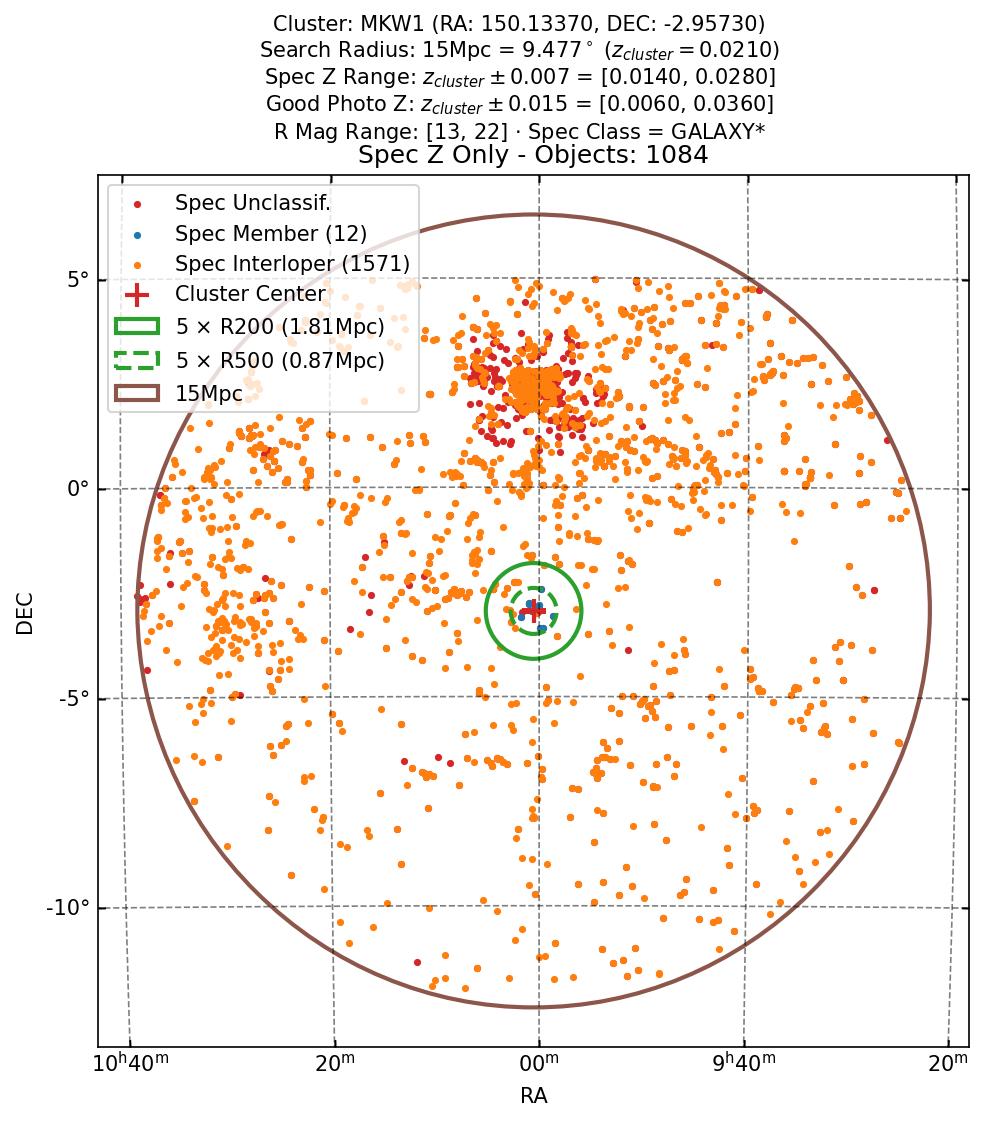 Cluster: MKW1 (RA: 150.13370, DEC: -2.95730)
Search Radius: 15Mpc = 9.477° (z_cluster = 0.0210)
Spec Z Range: z_cluster ± 0.007 = [0.0140, 0.0280]
Good Photo Z: z_cluster ± 0.015 = [0.0060, 0.0360]
R Mag Range: [13, 22] · Spec Class = GALAXY*
Spec Z Only - Objects: 1084
Spec Unclassif.
Spec Member (12)
Spec Interloper (1571)
Cluster Center
5 × R200 (1.81Mpc)
5 × R500 (0.87Mpc)
15Mpc
5°
0°
-5°
-10°
DEC
10ʰ40ᵐ 20ᵐ 00ᵐ 9ʰ40ᵐ 20ᵐ
RA